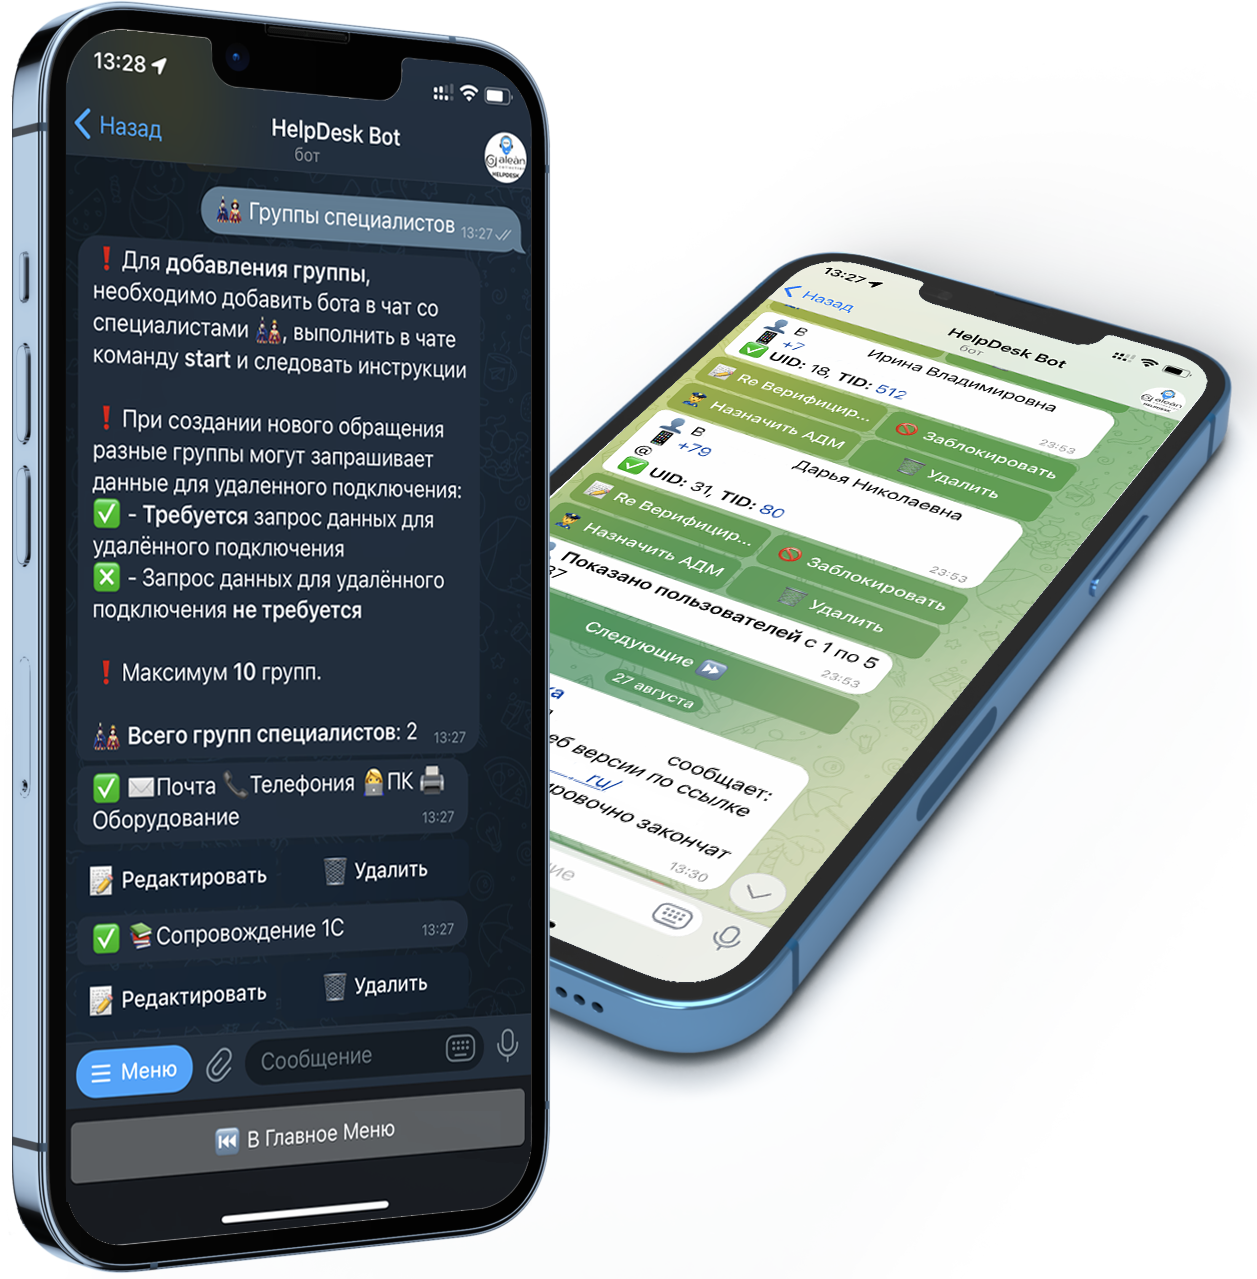 13:28
Назад
HelpDesk Bot
бот
alean
HELPDESK
Группы специалистов 13:27
❗ Для добавления группы,
необходимо добавить бота в чат со
специалистами , выполнить в чате
команду start и следовать инструкции
❗ При создании нового обращения
разные группы могут запрашивает
данные для удаленного подключения:
✅ - Требуется запрос данных для
удалённого подключения
❎ - Запрос данных для удалённого
подключения не требуется
❗ Максимум 10 групп.
Всего групп специалистов: 2 13:27
✅ Почта Телефония ПК
Оборудование 13:27
Редактировать Удалить
✅ Сопровождение 1С 13:27
Редактировать Удалить
Меню Сообщение
В Главное Меню
13:27
Назад
HelpDesk Bot
бот
alean
В Ирина Владимировна
+7
✅ UID: 18, TID: 512
23:53
Re Верифицир... Заблокировать
Назначить АДМ Удалить
В Дарья Николаевна
+79
@
✅ UID: 31, TID: 80
23:53
Re Верифицир... Заблокировать
Назначить АДМ Удалить
Показано пользователей с 1 по 5
37
23:53
Следующие
27 августа
ка
сообщает:
еб версии по ссылке
ru/
ировочно закончат
13:30
ие